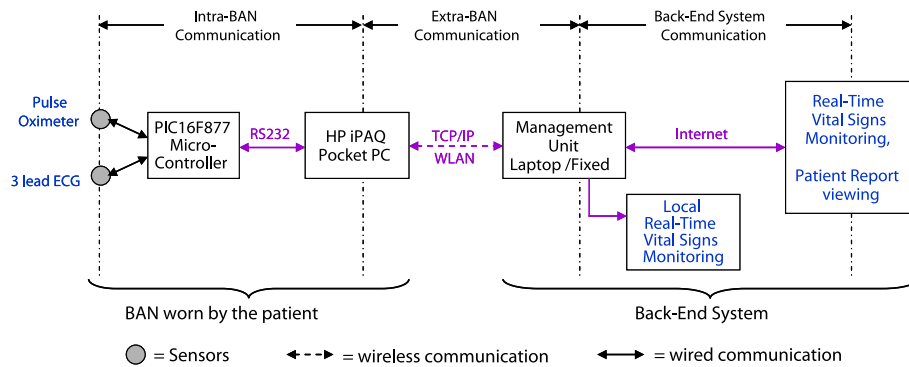 Intra-BAN
Communication
Extra-BAN
Communication
Back-End System
Communication
Pulse
Oximeter
3 lead ECG
PIC16F877
Micro-
Controller
RS232
HP iPAQ
Pocket PC
TCP/IP
WLAN
Management
Unit
Laptop /Fixed
Internet
Real-Time
Vital Signs
Monitoring,
Patient Report
viewing
Local
Real-Time
Vital Signs
Monitoring
BAN worn by the patient
Back-End System
= Sensors
= wireless communication
= wired communication